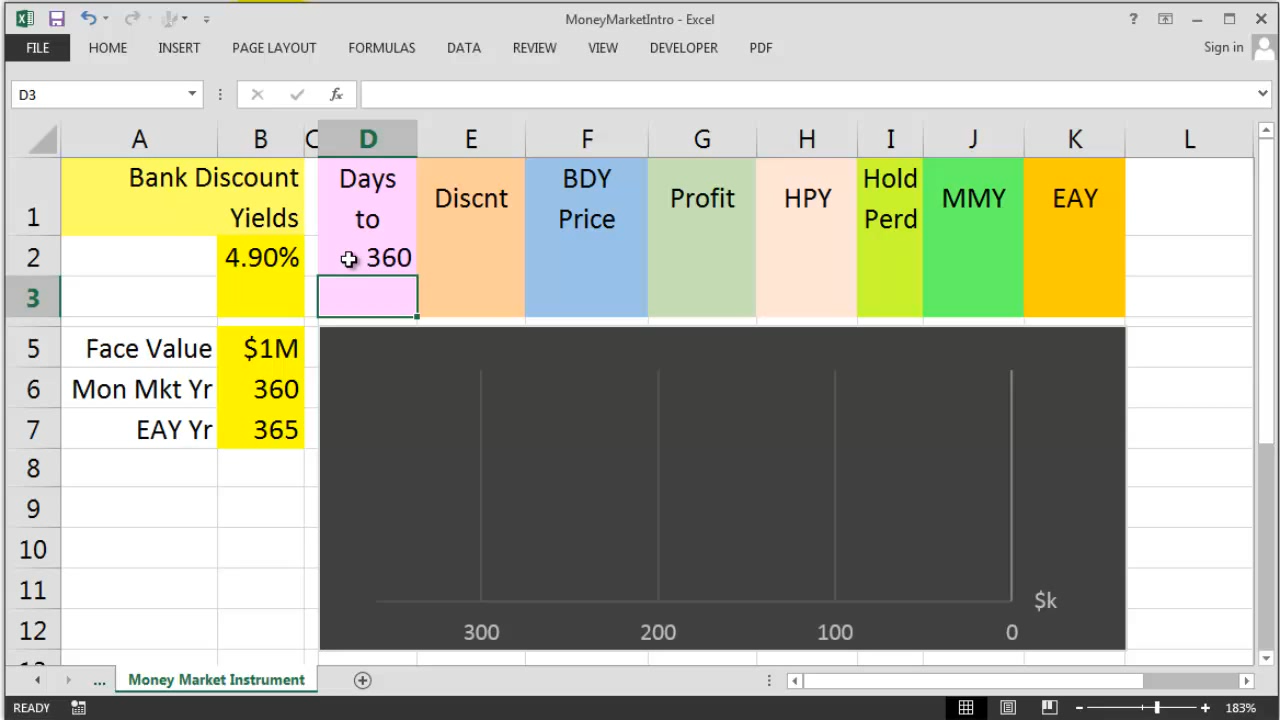 MoneyMarketIntro - Excel
?
FILE HOME INSERT PAGE LAYOUT FORMULAS DATA REVIEW VIEW DEVELOPER PDF Sign in
D3 fx
A B C D E F G H I J K L
1 Bank Discount Yields Days to Discnt BDY Price Profit HPY Hold Perd MMY EAY
2 4.90% 360
3
5 Face Value $1M
6 Mon Mkt Yr 360
7 EAY Yr 365
8
9
10
11
12
$k
300 200 100 0
... Money Market Instrument
READY 183%